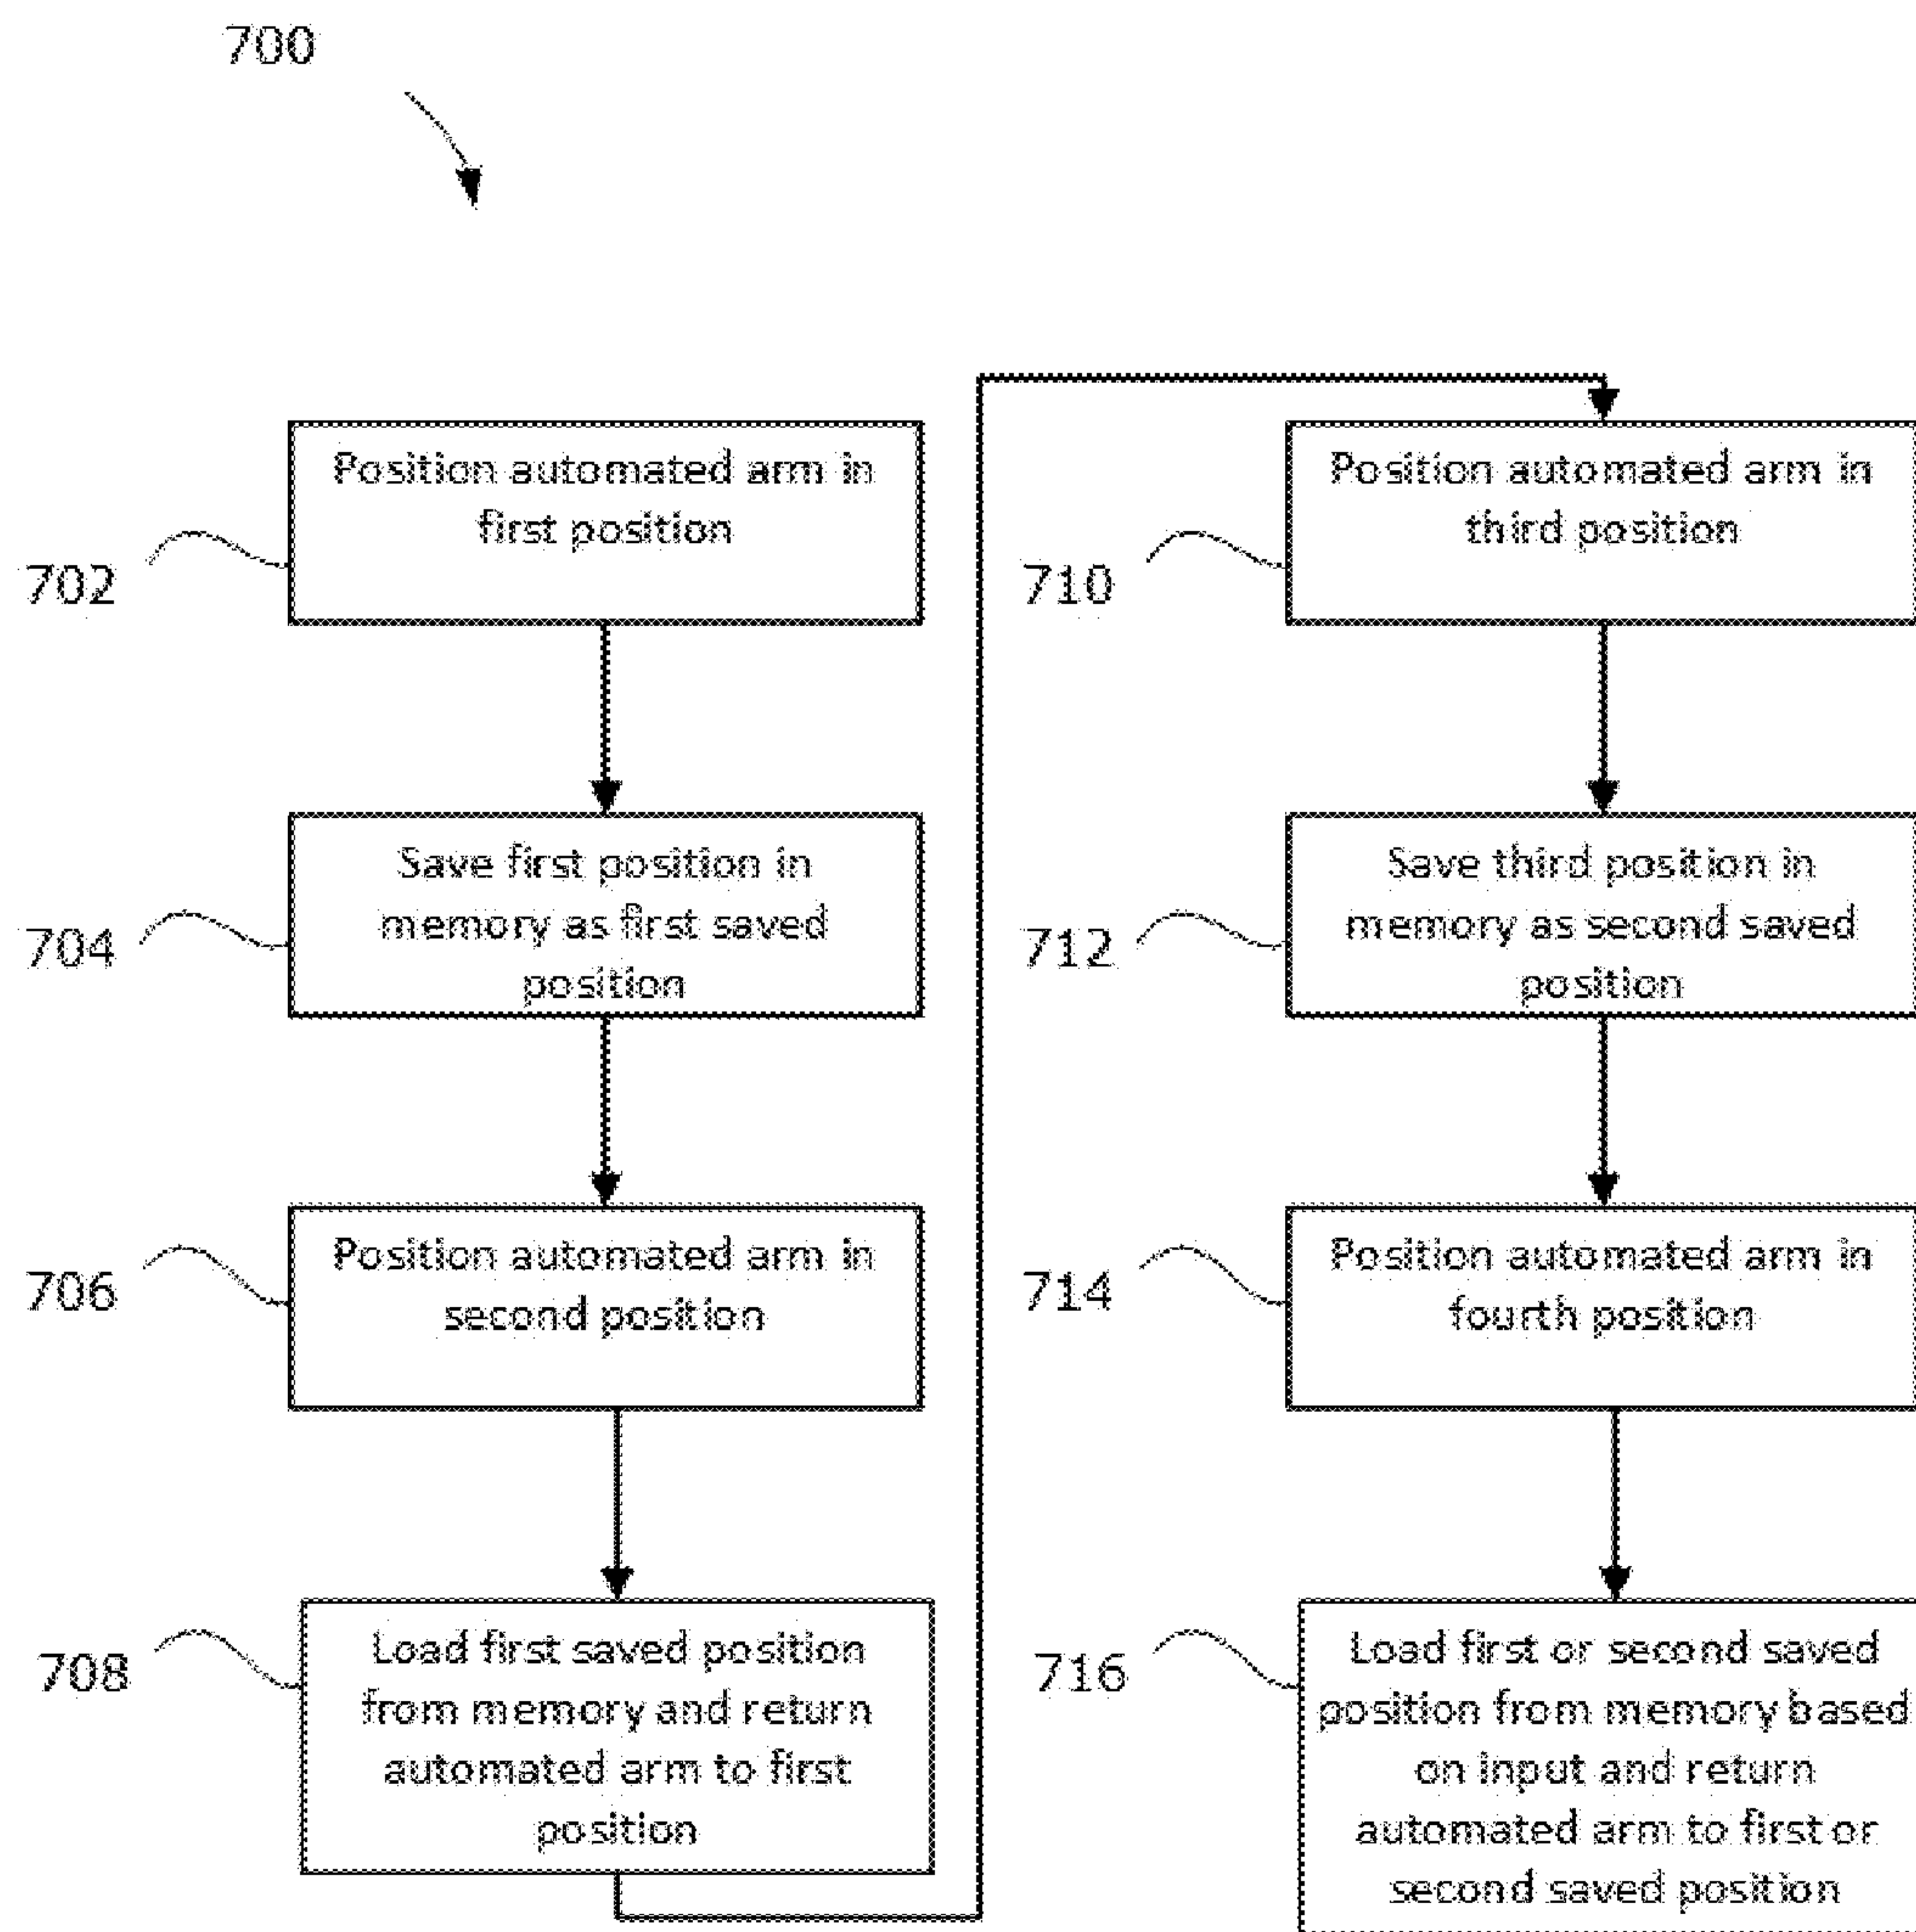 700
702
Position automated arm in
first position
704
Save first position in
memory as first saved
position
706
Position automated arm in
second position
708
Load first saved position
from memory and return
automated arm to first
position
710
Position automated arm in
third position
712
Save third position in
memory as second saved
position
714
Position automated arm in
fourth position
716
Load first or second saved
position from memory based
on input and return
automated arm to first or
second saved position